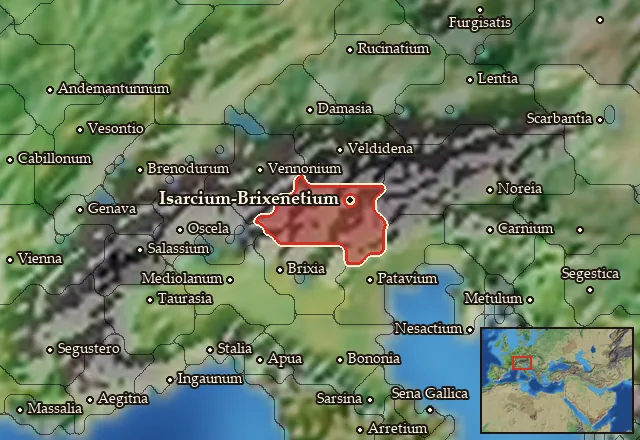 Furgisatis
Rucinatium
Lentia
Andemantunnum
Damasia
Scarbantia
Vesontio
Veldidena
Cabillonum
Brenodurum
Vennonium
Noreia
Isarcium-Brixenetium
Genava
Oscela
Carnium
Salassium
Vienna
Brixia
Segestica
Mediolanum
Patavium
Taurasia
Metulum
Nesactium
Segustero
Stalia
Apua
Bononia
Ingaunum
Sena Gallica
Aegitna
Sarsina
Massalia
Arretium